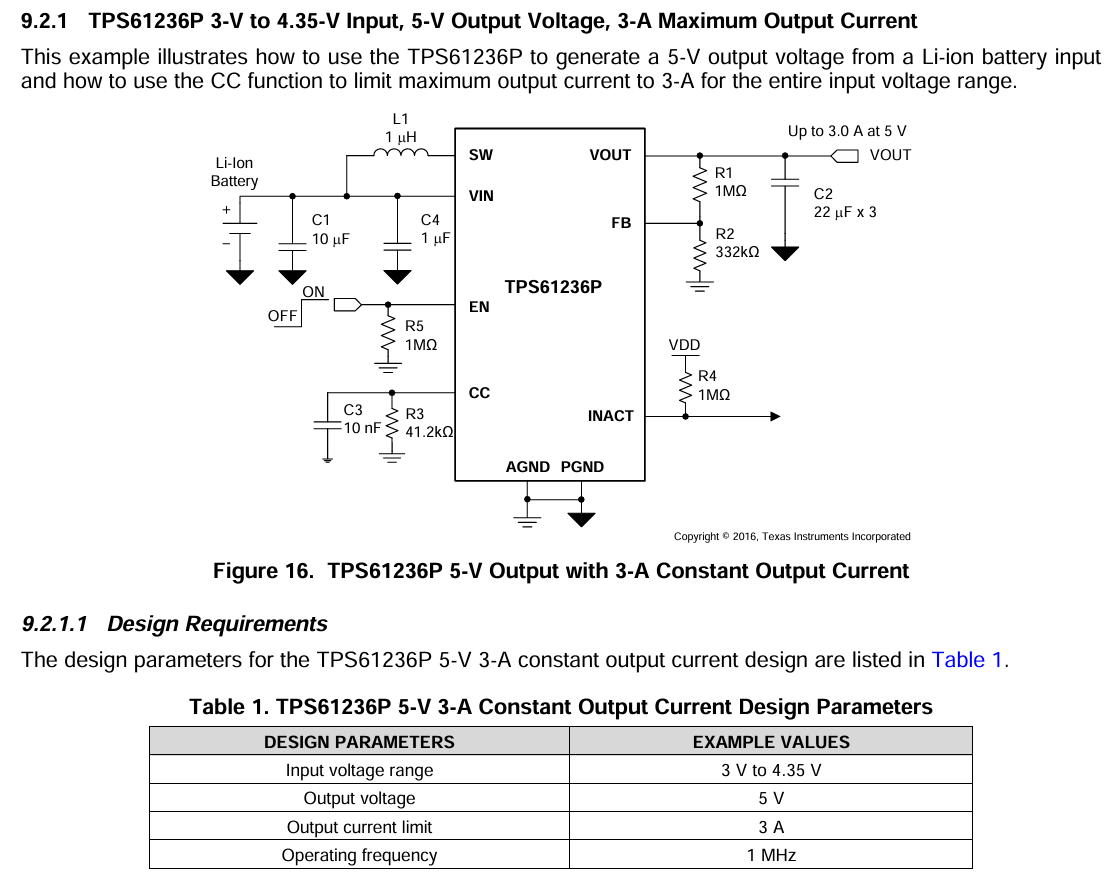 9.2.1 TPS61236P 3-V to 4.35-V Input, 5-V Output Voltage, 3-A Maximum Output Current
This example illustrates how to use the TPS61236P to generate a 5-V output voltage from a Li-ion battery input
and how to use the CC function to limit maximum output current to 3-A for the entire input voltage range.
L1
1 µH
Up to 3.0 A at 5 V
SW
VOUT
VOUT
Li-Ion
Battery
R1
1MΩ
VIN
C2
22 µF x 3
+
−
C1
10 µF
C4
1 µF
FB
R2
332kΩ
TPS61236P
ON
OFF
EN
R5
1MΩ
VDD
R4
1MΩ
CC
C3
10 nF
R3
41.2kΩ
INACT
AGND PGND
Copyright © 2016, Texas Instruments Incorporated
Figure 16. TPS61236P 5-V Output with 3-A Constant Output Current
9.2.1.1 Design Requirements
The design parameters for the TPS61236P 5-V 3-A constant output current design are listed in Table 1.
Table 1. TPS61236P 5-V 3-A Constant Output Current Design Parameters
DESIGN PARAMETERS EXAMPLE VALUES
Input voltage range 3 V to 4.35 V
Output voltage 5 V
Output current limit 3 A
Operating frequency 1 MHz